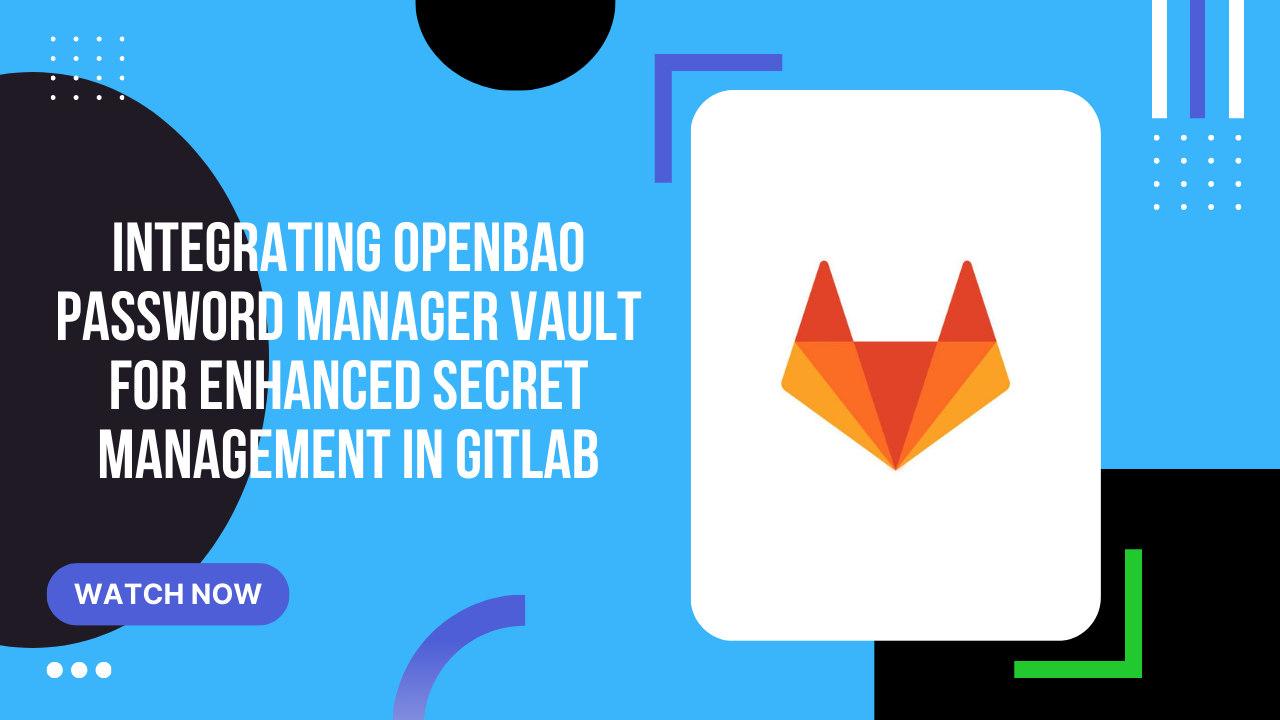 INTEGRATING OPENBAO
PASSWORD MANAGER VAULT
FOR ENHANCED SECRET
MANAGEMENT IN GITLAB
WATCH NOW